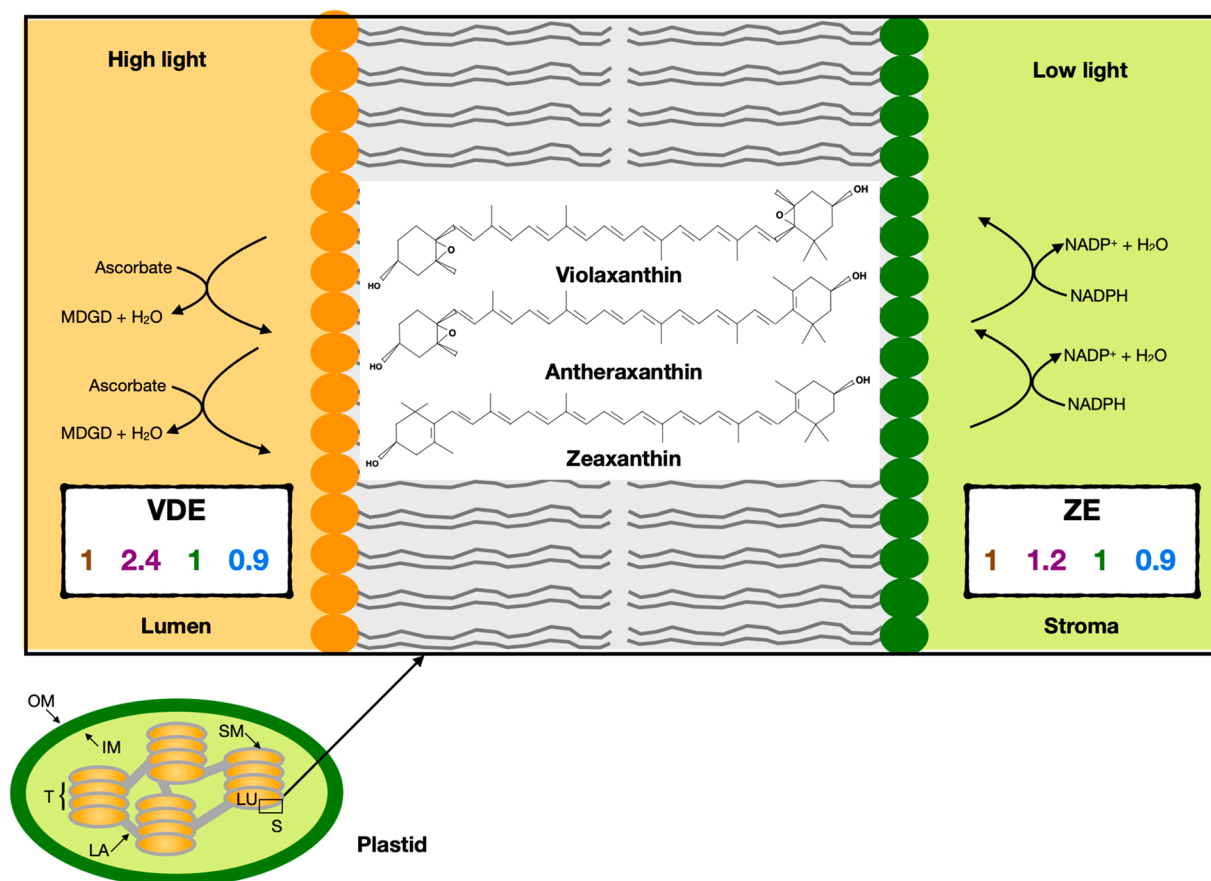 High light
Low light
OH
O
O
HO
Violaxanthin
OH
O
HO
Antheraxanthin
OH
HO
Zeaxanthin
Ascorbate
MDGD + H₂O
Ascorbate
MDGD + H₂O
NADP⁺ + H₂O
NADPH
NADP⁺ + H₂O
NADPH
VDE
1 2.4 1 0.9
ZE
1 1.2 1 0.9
Lumen
Stroma
OM
IM
SM
T
LU
S
LA
Plastid